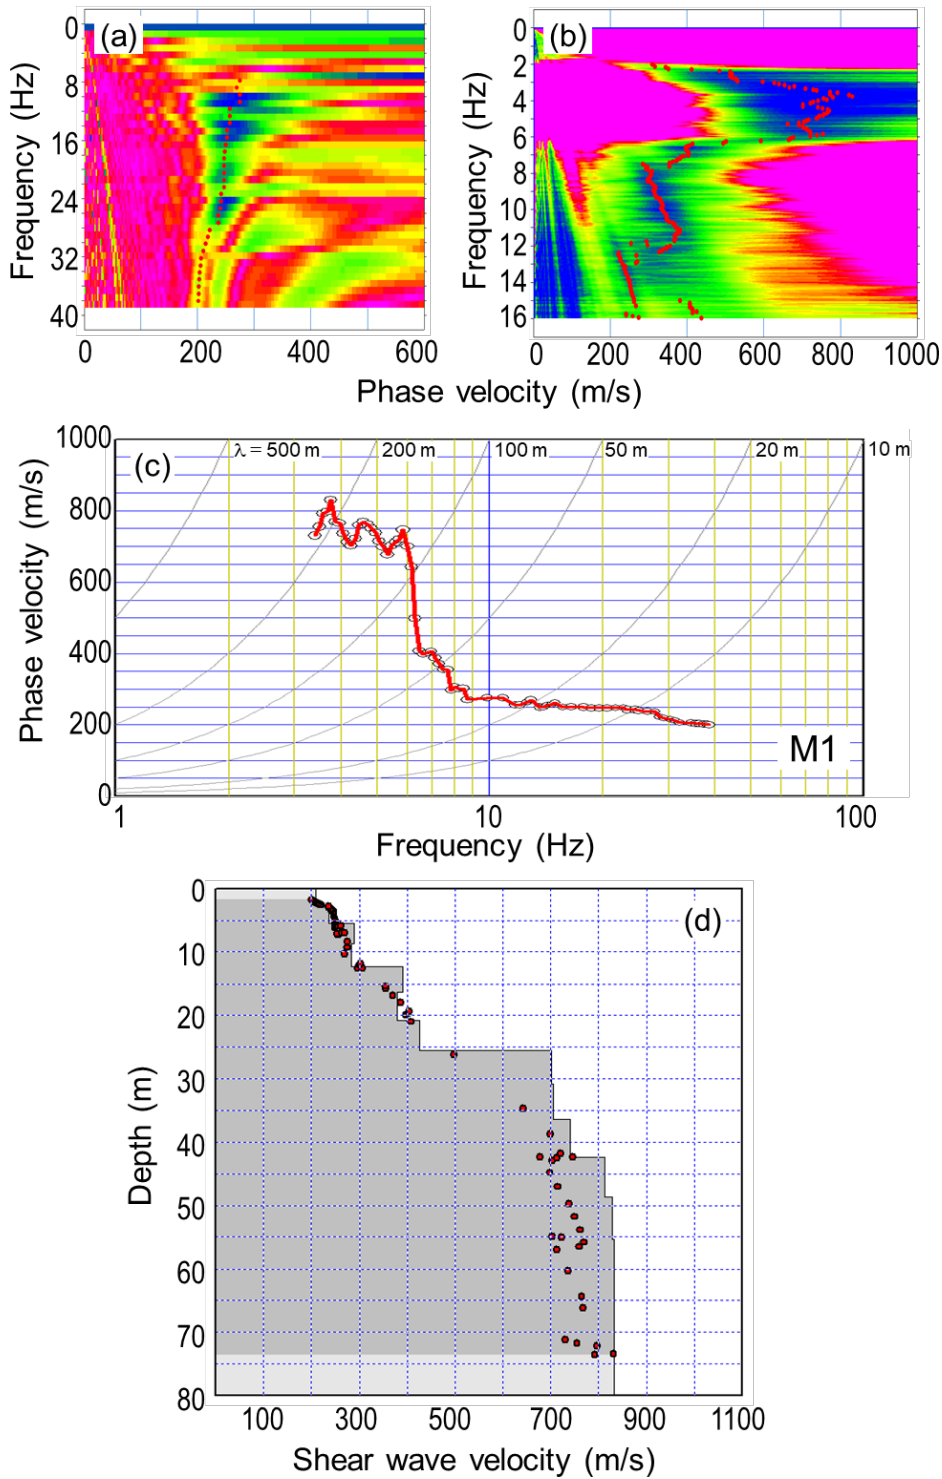 (a)
0
8
16
24
32
40
Frequency (Hz)
0
200
400
600
(b)
0
2
4
6
8
10
12
14
16
Frequency (Hz)
0
200
400
600
800
1000
Phase velocity (m/s)
(c)
1000
800
600
400
200
0
Phase velocity (m/s)
λ = 500 m
200 m
100 m
50 m
20 m
10 m
M1
1
10
100
Frequency (Hz)
(d)
0
10
20
30
40
50
60
70
80
Depth (m)
100
300
500
700
900
1100
Shear wave velocity (m/s)